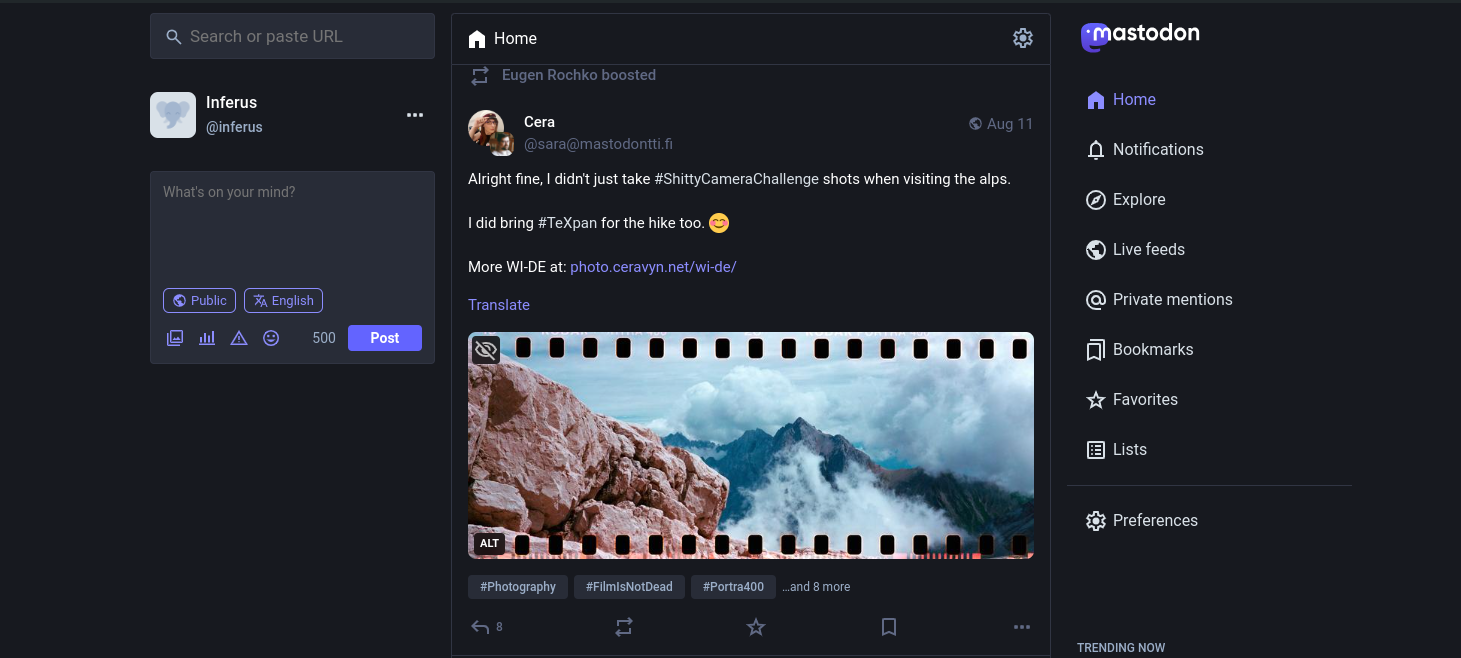 Search or paste URL
Inferus
@inferus
What's on your mind?
Public
English
500
Post
Home
Eugen Rochko boosted
Cera
@sara@mastodontti.fi
Aug 11
Alright fine, I didn't just take #ShittyCameraChallenge shots when visiting the alps.
I did bring #TeXpan for the hike too. 😊
More WI-DE at: photo.ceravyn.net/wi-de/
Translate
ALT
#Photography
#FilmIsNotDead
#Portra400
...and 8 more
8
mastodon
Home
Notifications
Explore
Live feeds
Private mentions
Bookmarks
Favorites
Lists
Preferences
TRENDING NOW